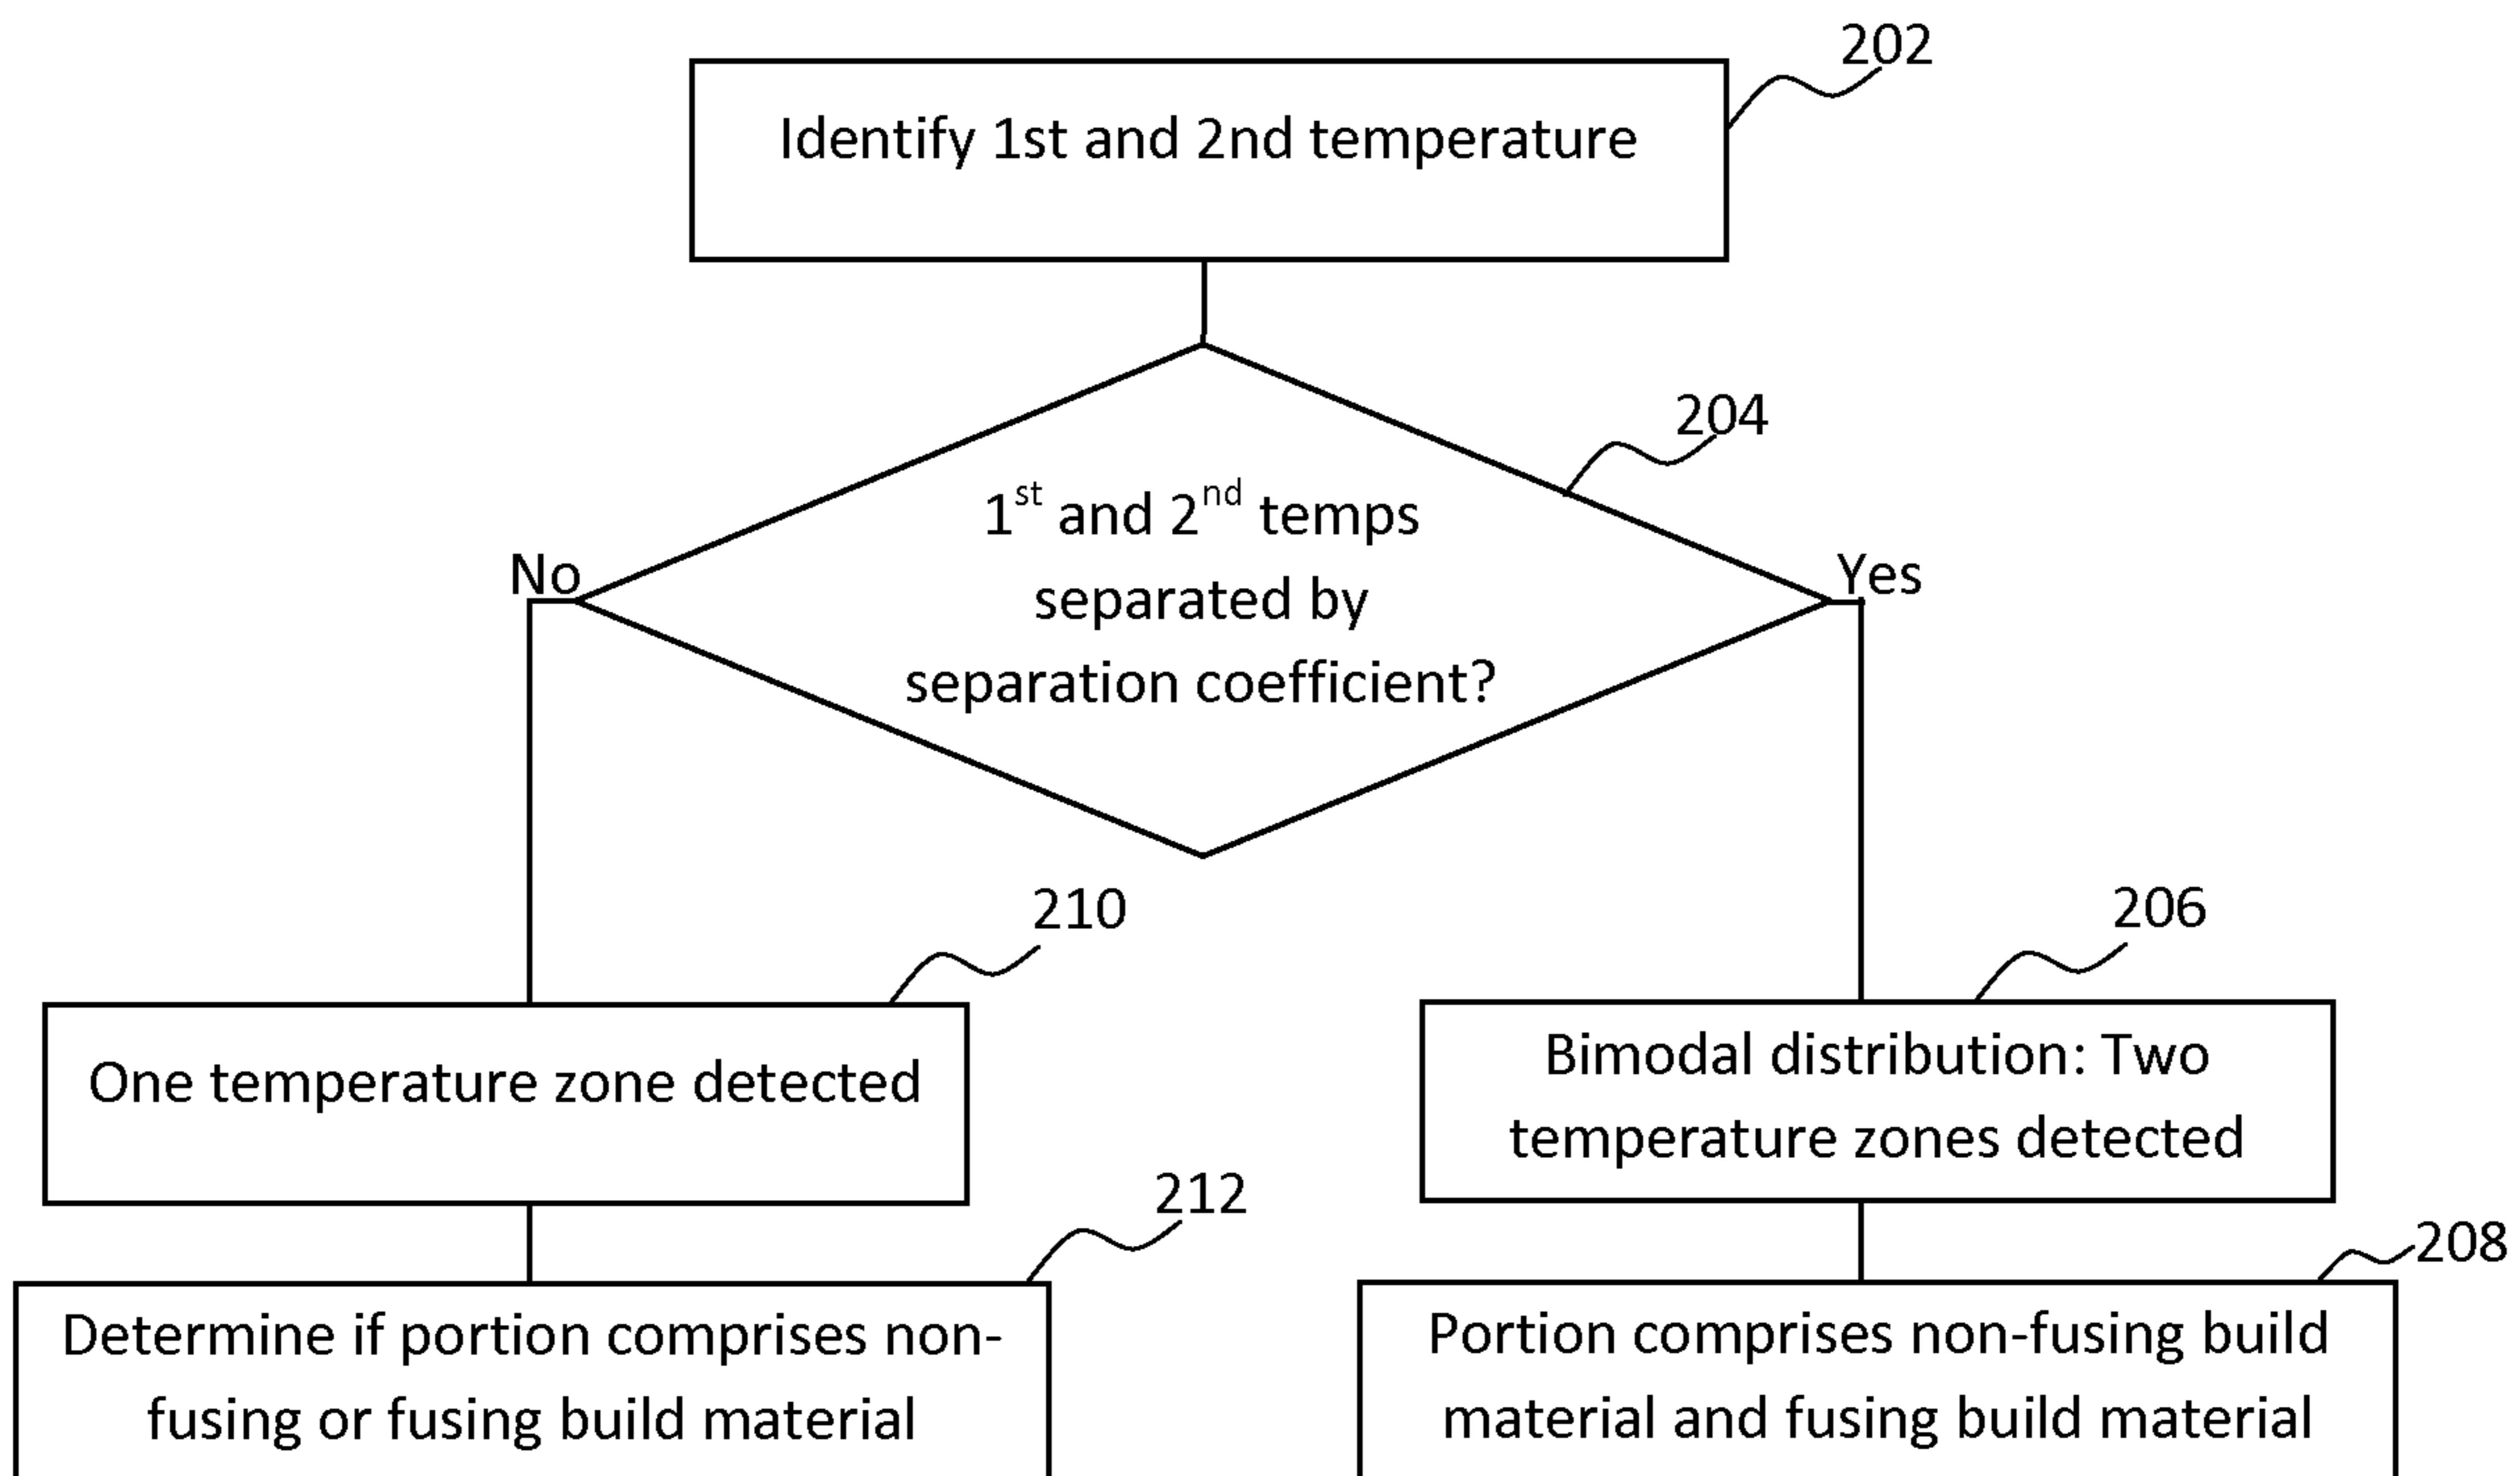 202
Identify 1st and 2nd temperature
204
1st and 2nd temps
separated by
separation coefficient?
No
Yes
210
206
One temperature zone detected
Bimodal distribution: Two
temperature zones detected
212
208
Determine if portion comprises non-
fusing or fusing build material
Portion comprises non-fusing build
material and fusing build material